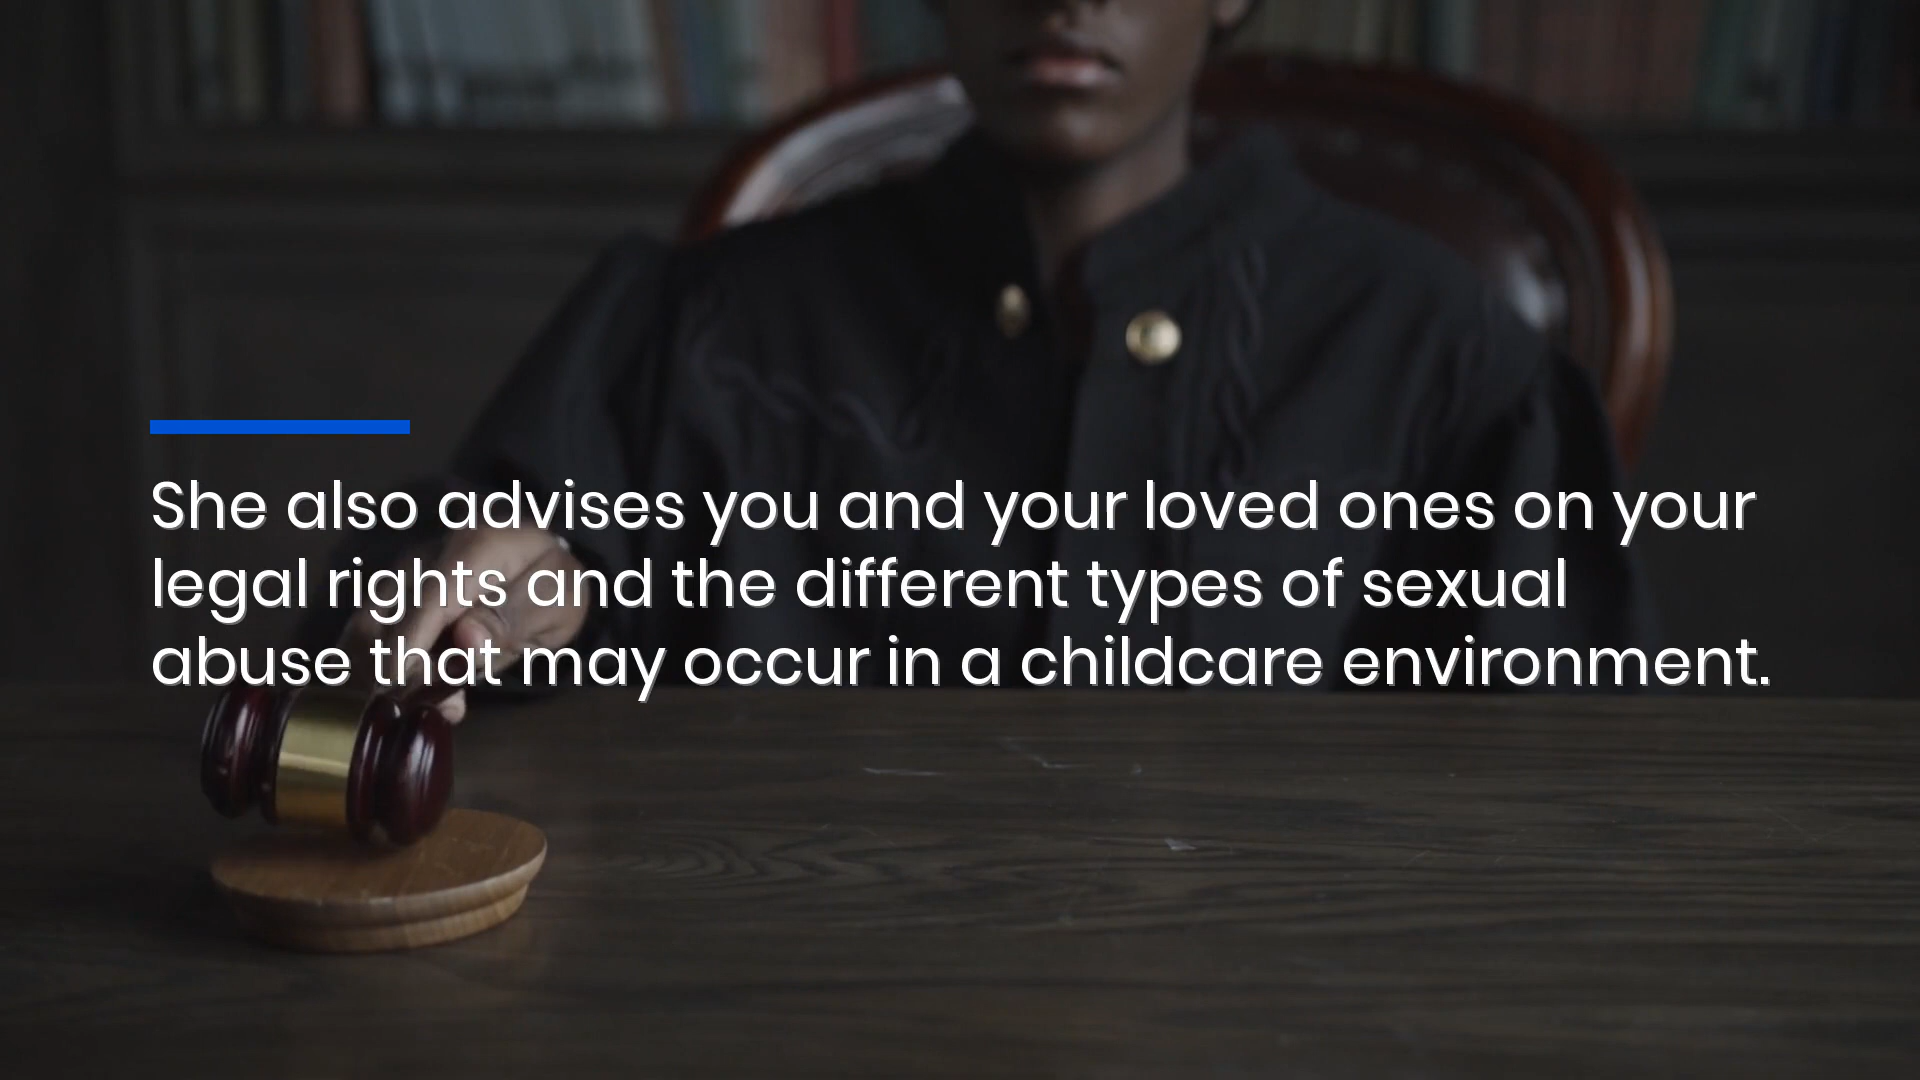 She also advises you and your loved ones on your
legal rights and the different types of sexual
abuse that may occur in a childcare environment.